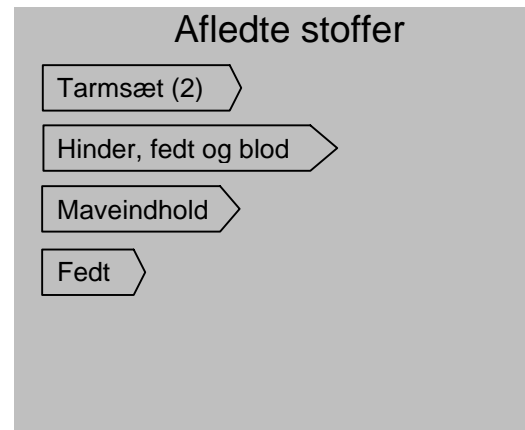 Afledte stoffer
Tarmsæt (2)
Hinder, fedt og blod
Maveindhold
Fedt